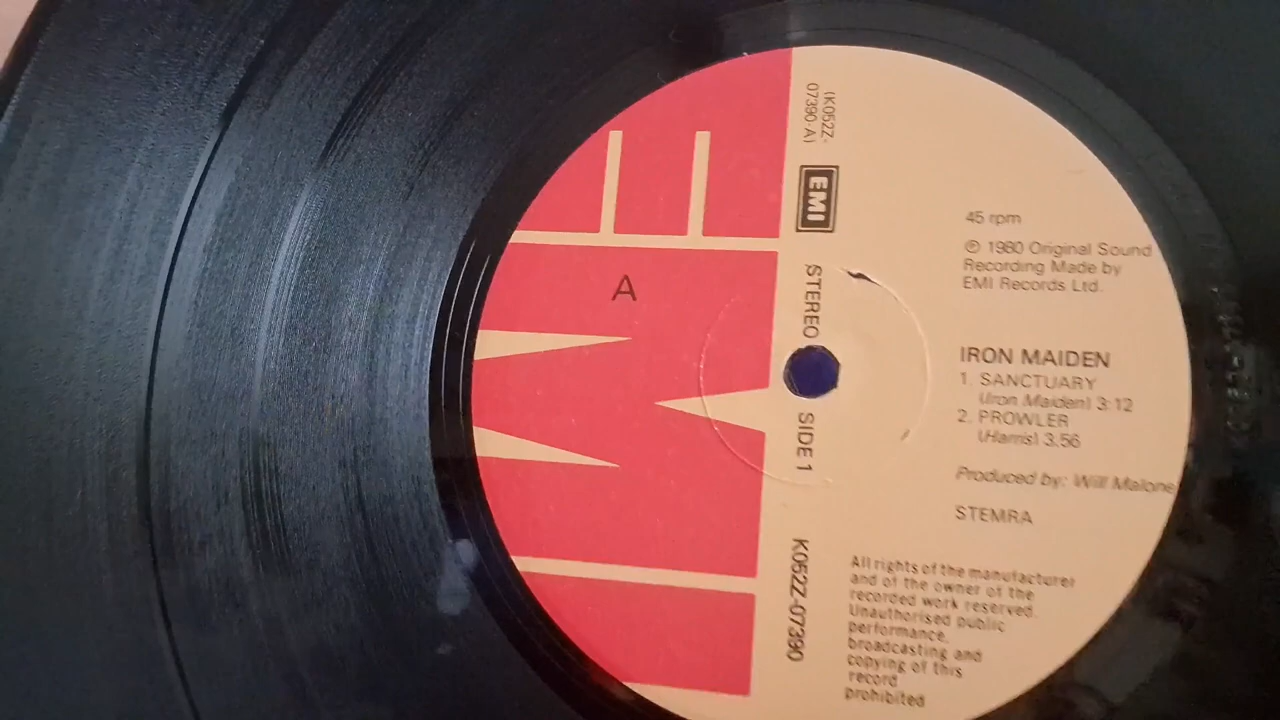 (K052Z-
07390-A)
EMI
STEREO
SIDE 1
K052Z-07390
EMI
A
45 rpm
℗ 1980 Original Sound
Recording Made by
EMI Records Ltd.
IRON MAIDEN
1. SANCTUARY
(Iron Maiden) 3:12
2. PROWLER
(Harris) 3.56
Produced by: Will Malone
STEMRA
All rights of the manufacturer
and of the owner of the
recorded work reserved.
Unauthorised public
performance,
broadcasting and
copying of this
record
prohibited